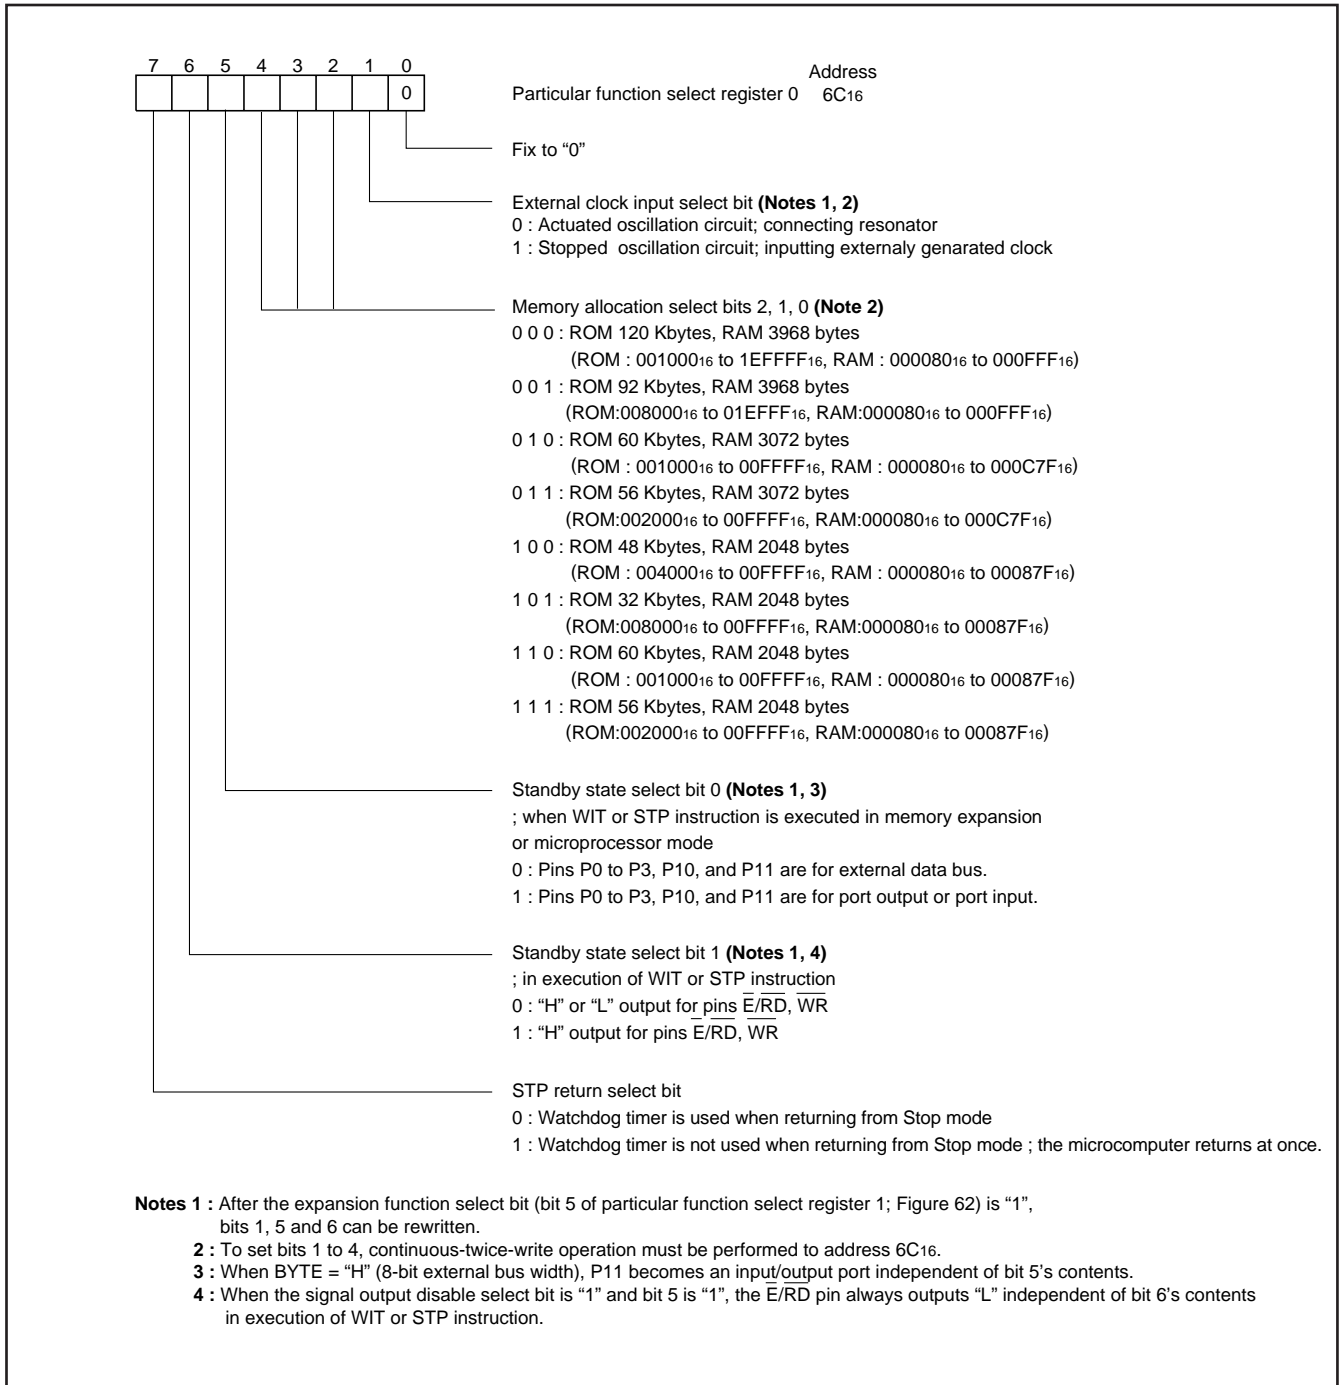 7 6 5 4 3 2 1 0
0
Address
Particular function select register 0 6C16
Fix to “0”
External clock input select bit (Notes 1, 2)
0 : Actuated oscillation circuit; connecting resonator
1 : Stopped oscillation circuit; inputting externaly genarated clock
Memory allocation select bits 2, 1, 0 (Note 2)
0 0 0 : ROM 120 Kbytes, RAM 3968 bytes
(ROM : 00100016 to 1EFFFF16, RAM : 00008016 to 000FFF16)
0 0 1 : ROM 92 Kbytes, RAM 3968 bytes
(ROM:00800016 to 01EFFF16, RAM:00008016 to 000FFF16)
0 1 0 : ROM 60 Kbytes, RAM 3072 bytes
(ROM : 00100016 to 00FFFF16, RAM : 00008016 to 000C7F16)
0 1 1 : ROM 56 Kbytes, RAM 3072 bytes
(ROM:00200016 to 00FFFF16, RAM:00008016 to 000C7F16)
1 0 0 : ROM 48 Kbytes, RAM 2048 bytes
(ROM : 00400016 to 00FFFF16, RAM : 00008016 to 00087F16)
1 0 1 : ROM 32 Kbytes, RAM 2048 bytes
(ROM:00800016 to 00FFFF16, RAM:00008016 to 00087F16)
1 1 0 : ROM 60 Kbytes, RAM 2048 bytes
(ROM : 00100016 to 00FFFF16, RAM : 00008016 to 00087F16)
1 1 1 : ROM 56 Kbytes, RAM 2048 bytes
(ROM:00200016 to 00FFFF16, RAM:00008016 to 00087F16)
Standby state select bit 0 (Notes 1, 3)
; when WIT or STP instruction is executed in memory expansion
or microprocessor mode
0 : Pins P0 to P3, P10, and P11 are for external data bus.
1 : Pins P0 to P3, P10, and P11 are for port output or port input.
Standby state select bit 1 (Notes 1, 4)
; in execution of WIT or STP instruction
0 : “H” or “L” output for pins E̅/R̅D̅, W̅R̅
1 : “H” output for pins E̅/R̅D̅, W̅R̅
STP return select bit
0 : Watchdog timer is used when returning from Stop mode
1 : Watchdog timer is not used when returning from Stop mode ; the microcomputer returns at once.
Notes 1 : After the expansion function select bit (bit 5 of particular function select register 1; Figure 62) is “1”,
bits 1, 5 and 6 can be rewritten.
2 : To set bits 1 to 4, continuous-twice-write operation must be performed to address 6C16.
3 : When BYTE = “H” (8-bit external bus width), P11 becomes an input/output port independent of bit 5’s contents.
4 : When the signal output disable select bit is “1” and bit 5 is “1”, the E̅/R̅D̅ pin always outputs “L” independent of bit 6’s contents
in execution of WIT or STP instruction.